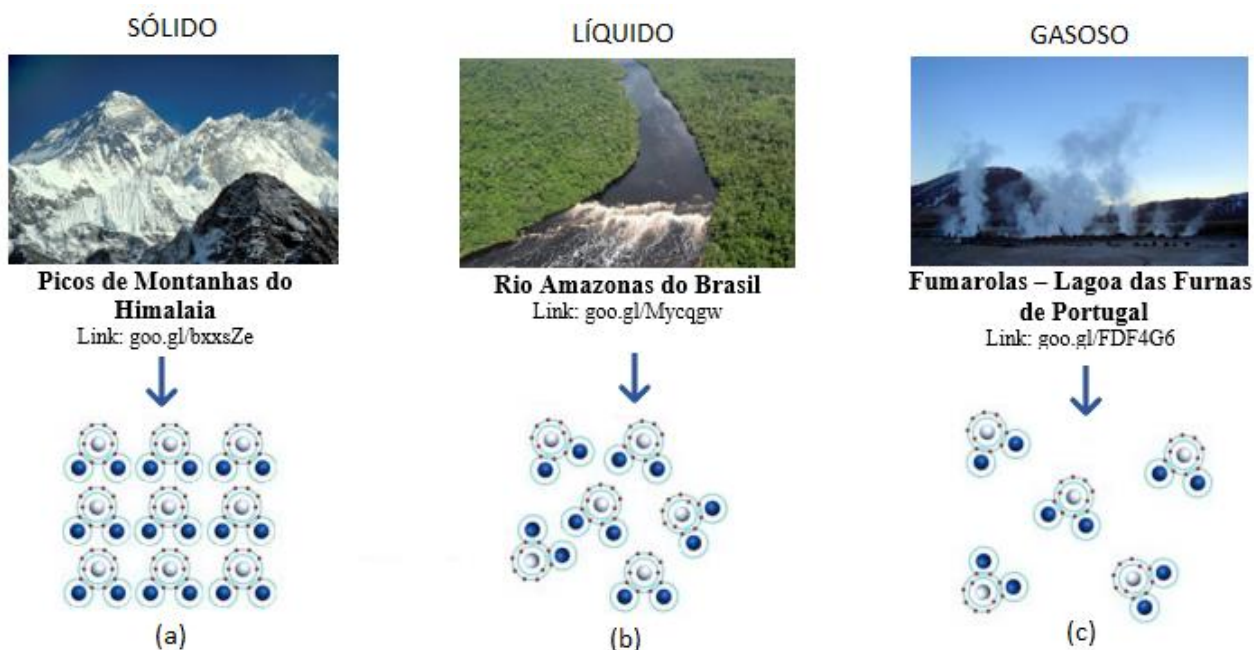 SÓLIDO
LÍQUIDO
GASOSO
Picos de Montanhas do
Himalaia
Link: goo.gl/bxxsZe
Rio Amazonas do Brasil
Link: goo.gl/Mycqgw
Fumarolas – Lagoa das Furnas
de Portugal
Link: goo.gl/FDF4G6
(a)
(b)
(c)